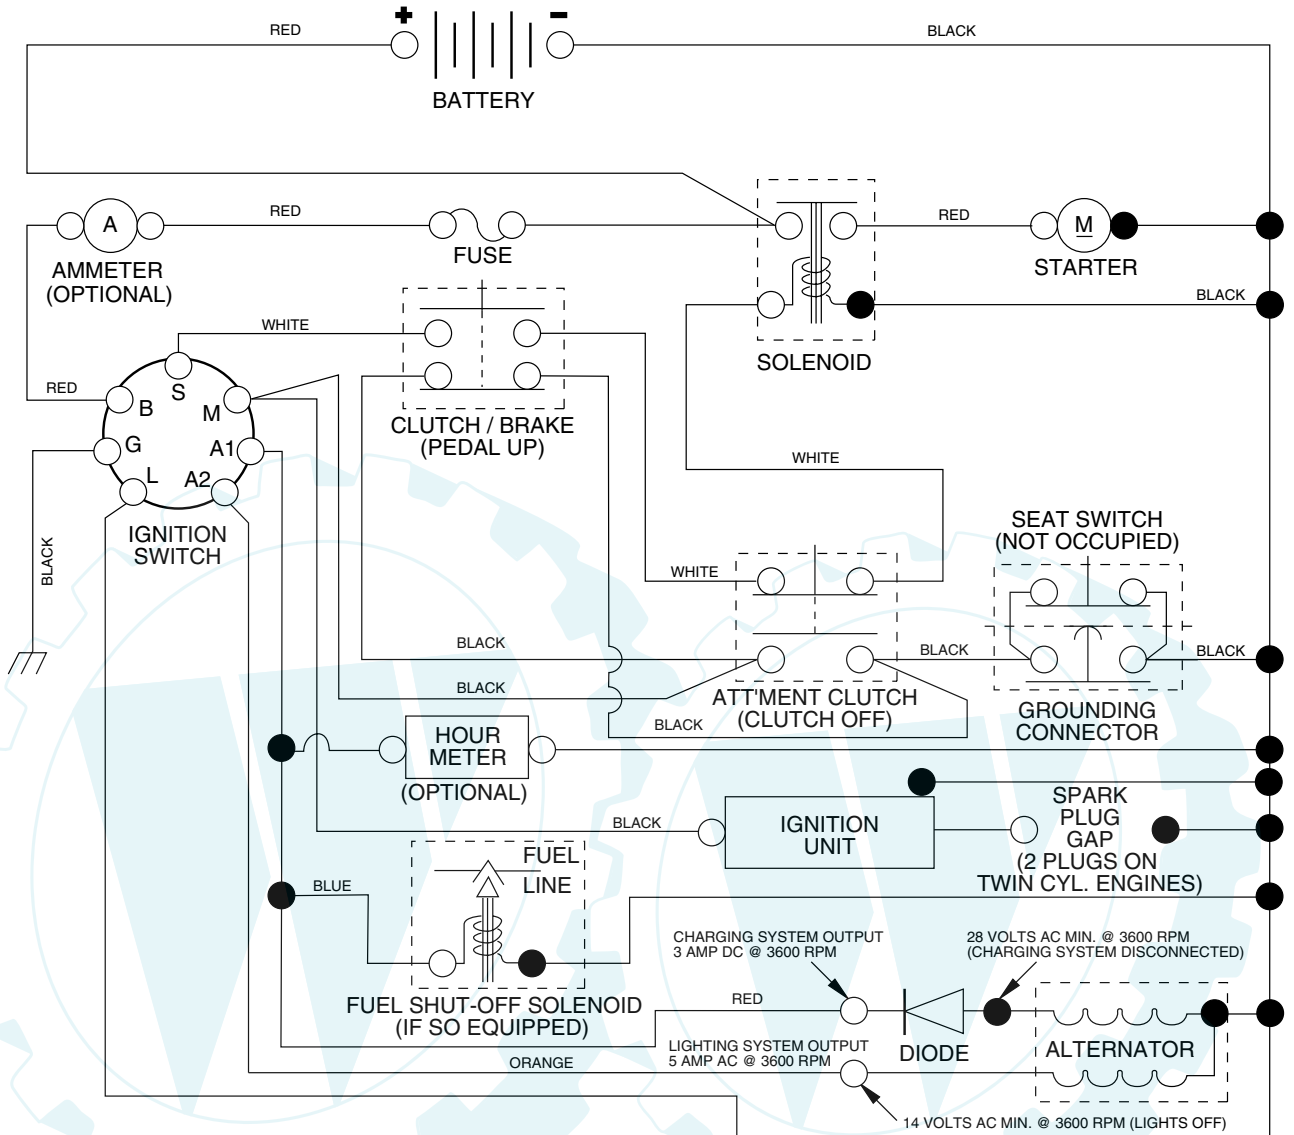 RED
+
−
BLACK
BATTERY
RED
A
AMMETER
(OPTIONAL)
FUSE
RED
M
STARTER
BLACK
SOLENOID
WHITE
RED
S
B
M
G
A1
L
A2
IGNITION
SWITCH
BLACK
CLUTCH / BRAKE
(PEDAL UP)
WHITE
SEAT SWITCH
(NOT OCCUPIED)
WHITE
BLACK
BLACK
BLACK
BLACK
BLACK
ATT'MENT CLUTCH
(CLUTCH OFF)
GROUNDING
CONNECTOR
HOUR
METER
(OPTIONAL)
BLACK
IGNITION
UNIT
SPARK
PLUG
GAP
(2 PLUGS ON
TWIN CYL. ENGINES)
BLUE
FUEL
LINE
FUEL SHUT-OFF SOLENOID
(IF SO EQUIPPED)
CHARGING SYSTEM OUTPUT
3 AMP DC @ 3600 RPM
28 VOLTS AC MIN. @ 3600 RPM
(CHARGING SYSTEM DISCONNECTED)
RED
DIODE
ALTERNATOR
ORANGE
LIGHTING SYSTEM OUTPUT
5 AMP AC @ 3600 RPM
14 VOLTS AC MIN. @ 3600 RPM (LIGHTS OFF)